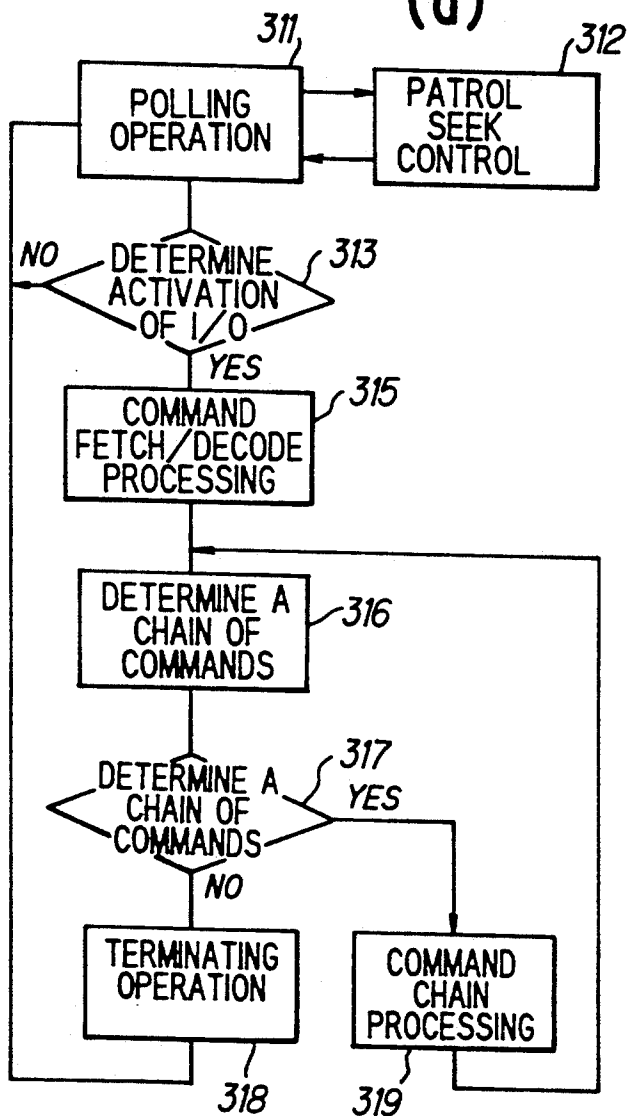 (d)
311
312
POLLING
OPERATION
PATROL
SEEK
CONTROL
NO
DETERMINE
ACTIVATION
OF I/O
313
YES
315
COMMAND
FETCH/DECODE
PROCESSING
DETERMINE A
CHAIN OF
COMMANDS
316
317
DETERMINE A
CHAIN OF
COMMANDS
YES
NO
TERMINATING
OPERATION
COMMAND
CHAIN
PROCESSING
318
319